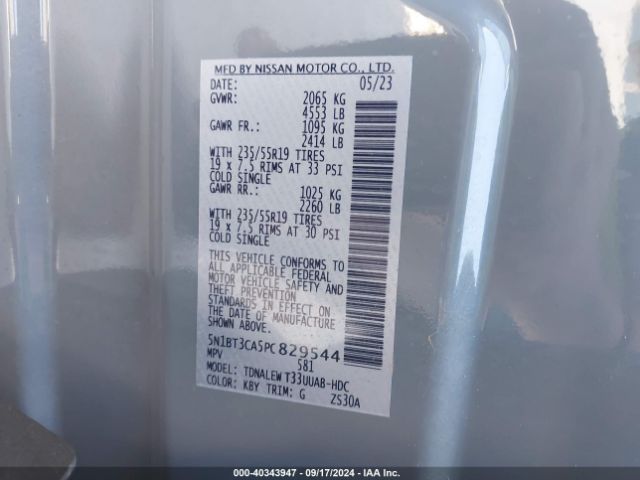 MFD BY NISSAN MOTOR CO., LTD.
DATE: 05/23
GVWR: 2065 KG
4553 LB
GAWR FR.: 1095 KG
2414 LB
WITH 235/55R19 TIRES
19 x 7.5 RIMS AT 33 PSI
COLD SINGLE
GAWR RR.: 1025 KG
2260 LB
WITH 235/55R19 TIRES
19 x 7.5 RIMS AT 30 PSI
COLD SINGLE
THIS VEHICLE CONFORMS TO
ALL APPLICABLE FEDERAL
MOTOR VEHICLE SAFETY AND
THEFT PREVENTION
STANDARDS IN EFFECT ON
THE DATE OF MANUFACTURE
SHOWN ABOVE.
5N1BT3CA5PC829544
MPV 581
MODEL: TDNALEW T33UUAB-HDC
COLOR: KBY TRIM: G ZS30A
000-40343947 - 09/17/2024 - IAA Inc.